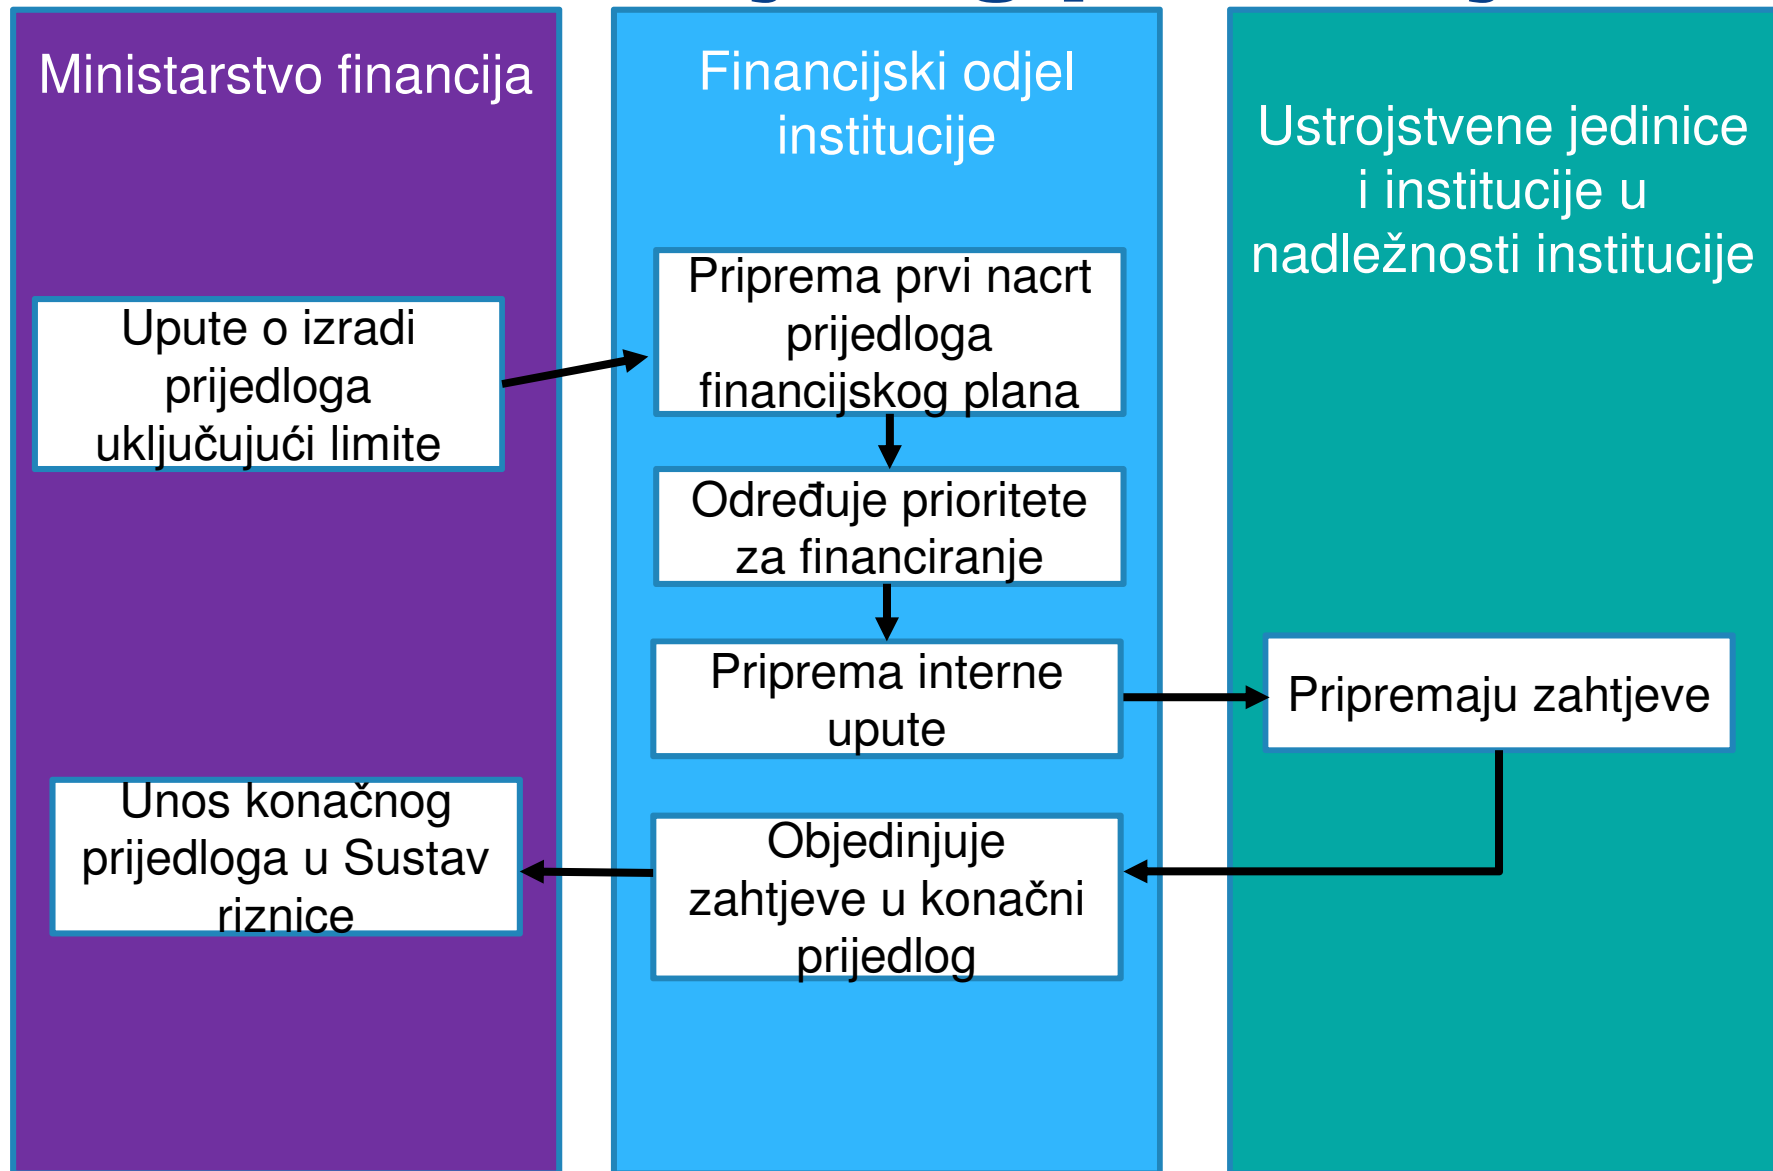 Ministarstvo financija
Upute o izradi
prijedloga
uključujući limite
Unos konačnog
prijedloga u Sustav
riznice
Financijski odjel
institucije
Priprema prvi nacrt
prijedloga
financijskog plana
Određuje prioritete
za financiranje
Priprema interne
upute
Objedinjuje
zahtjeve u konačni
prijedlog
Ustrojstvene jedinice
i institucije u
nadležnosti institucije
Pripremaju zahtjeve